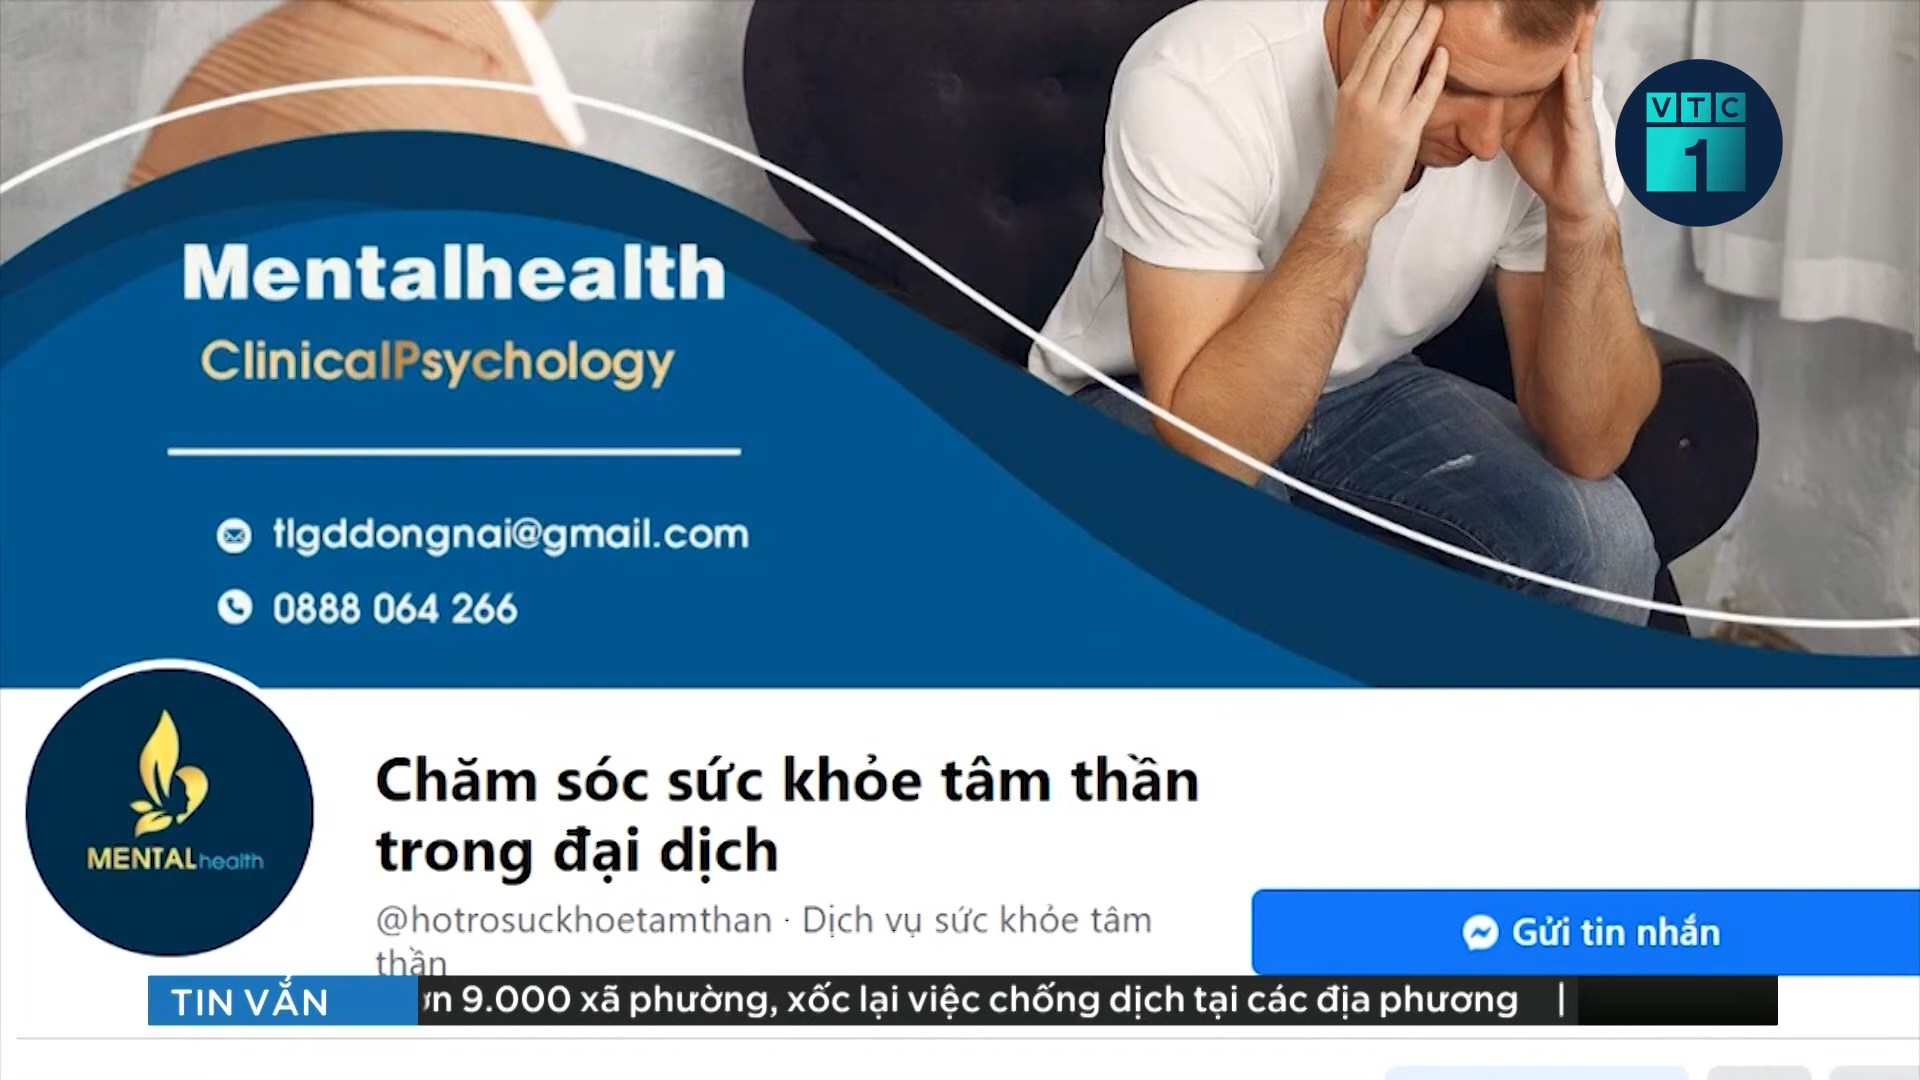 VTC
1
Mentalhealth
ClinicalPsychology
tlgddongnai@gmail.com
0888 064 266
MENTALhealth
Chăm sóc sức khỏe tâm thần
trong đại dịch
@hotrosuckhoetamthan · Dịch vụ sức khỏe tâm
thần
Gửi tin nhắn
TIN VẮN
9.000 xã phường, xốc lại việc chống dịch tại các địa phương |